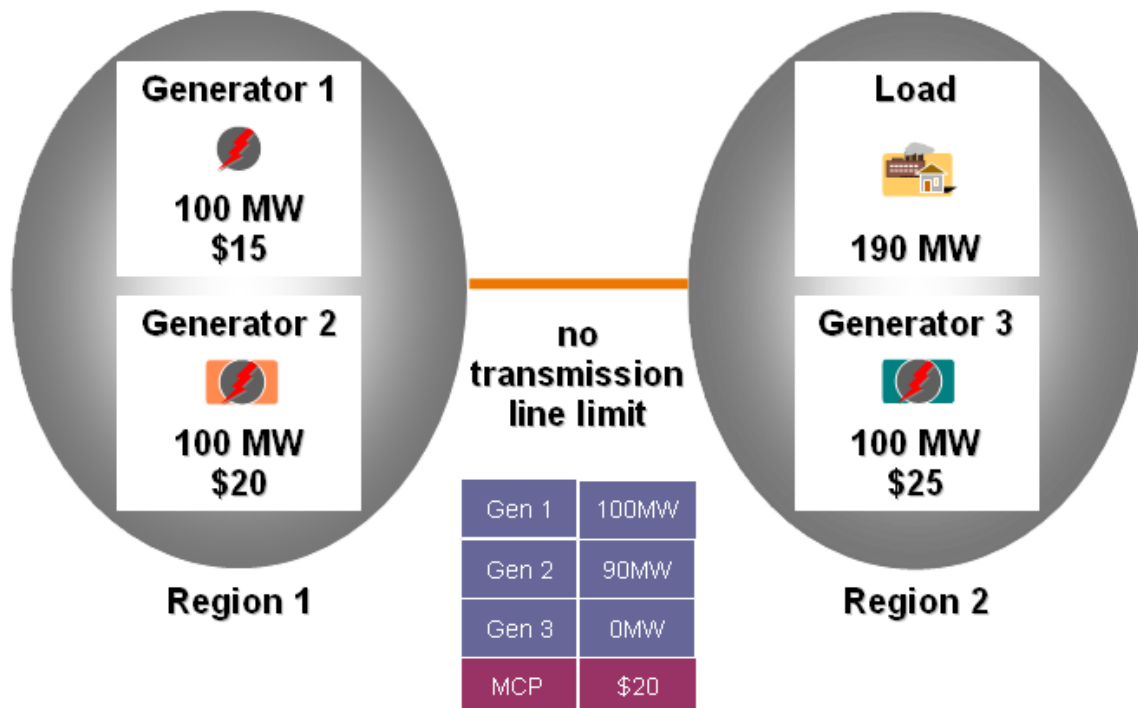 Generator 1
100 MW
$15
Generator 2
100 MW
$20
Region 1
no
transmission
line limit
Gen 1 100MW
Gen 2 90MW
Gen 3 0MW
MCP $20
Load
190 MW
Generator 3
100 MW
$25
Region 2